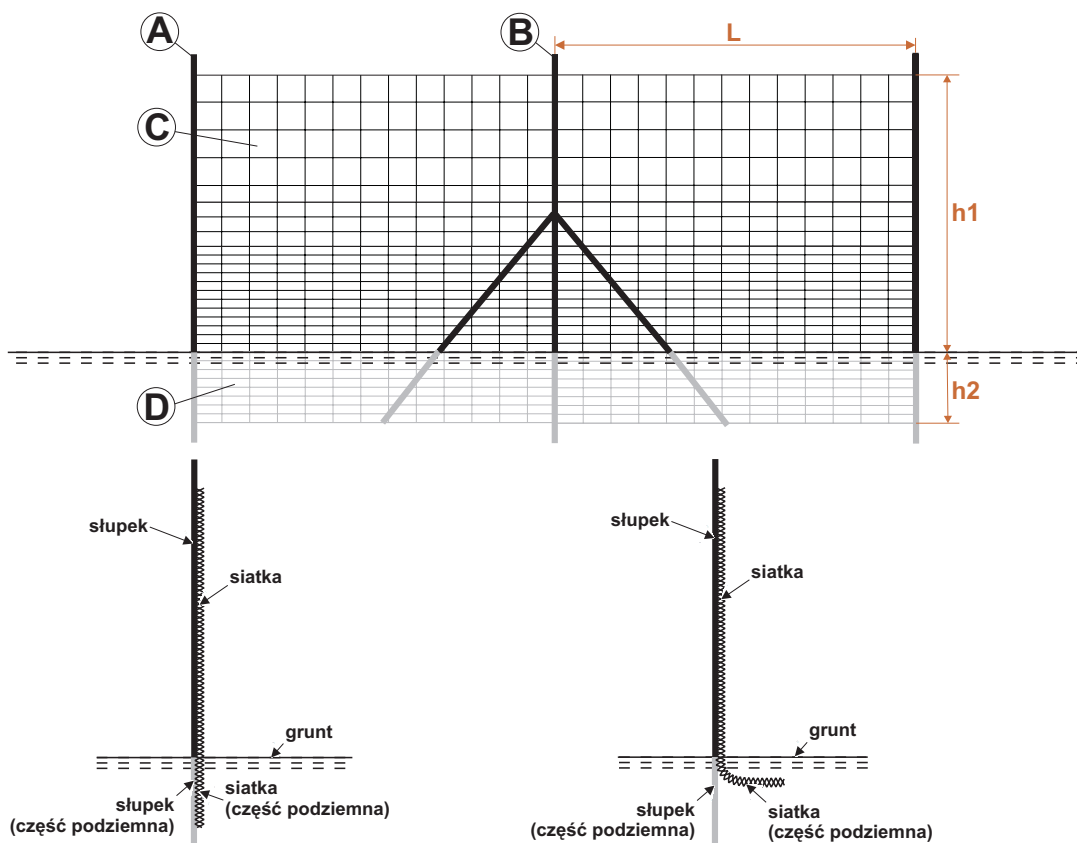 A
B
L
C
h1
D
h2
słupek
siatka
grunt
słupek
(część podziemna)
siatka
(część podziemna)
słupek
siatka
grunt
słupek
(część podziemna)
siatka
(część podziemna)